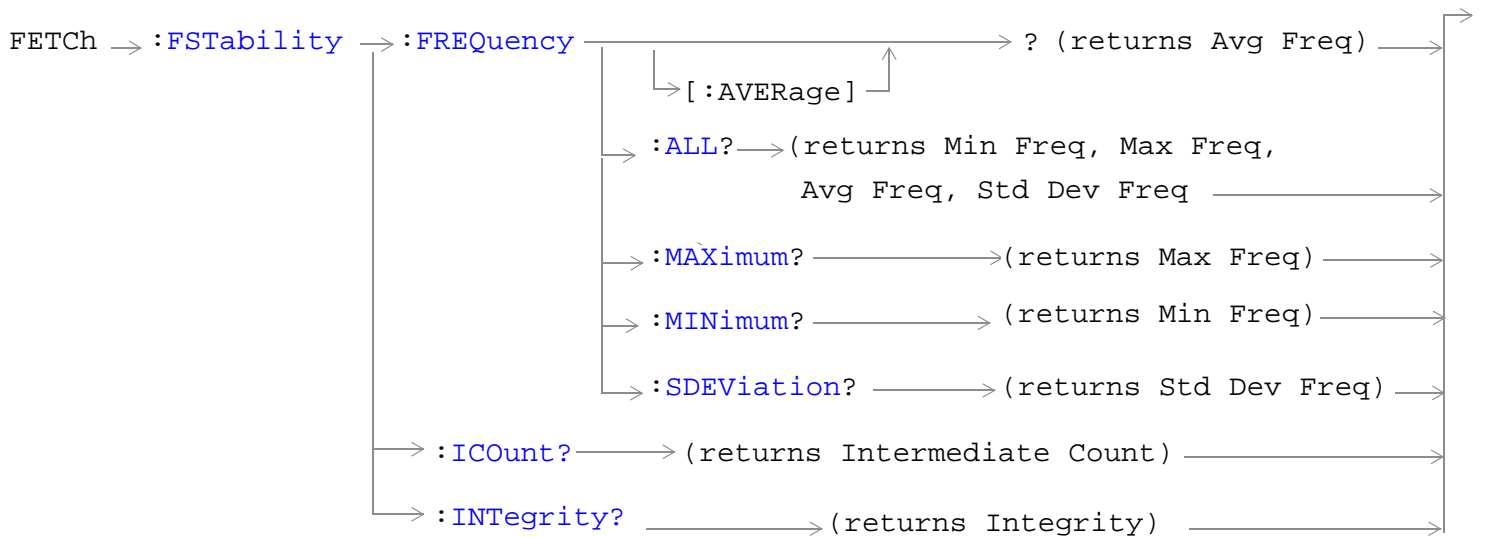 FETCh :FSTability :FREQuency ? (returns Avg Freq)
[:AVERage]
:ALL? (returns Min Freq, Max Freq,
Avg Freq, Std Dev Freq
:MAXimum? (returns Max Freq)
:MINimum? (returns Min Freq)
:SDEViation? (returns Std Dev Freq)
:ICOunt? (returns Intermediate Count)
:INTegrity? (returns Integrity)